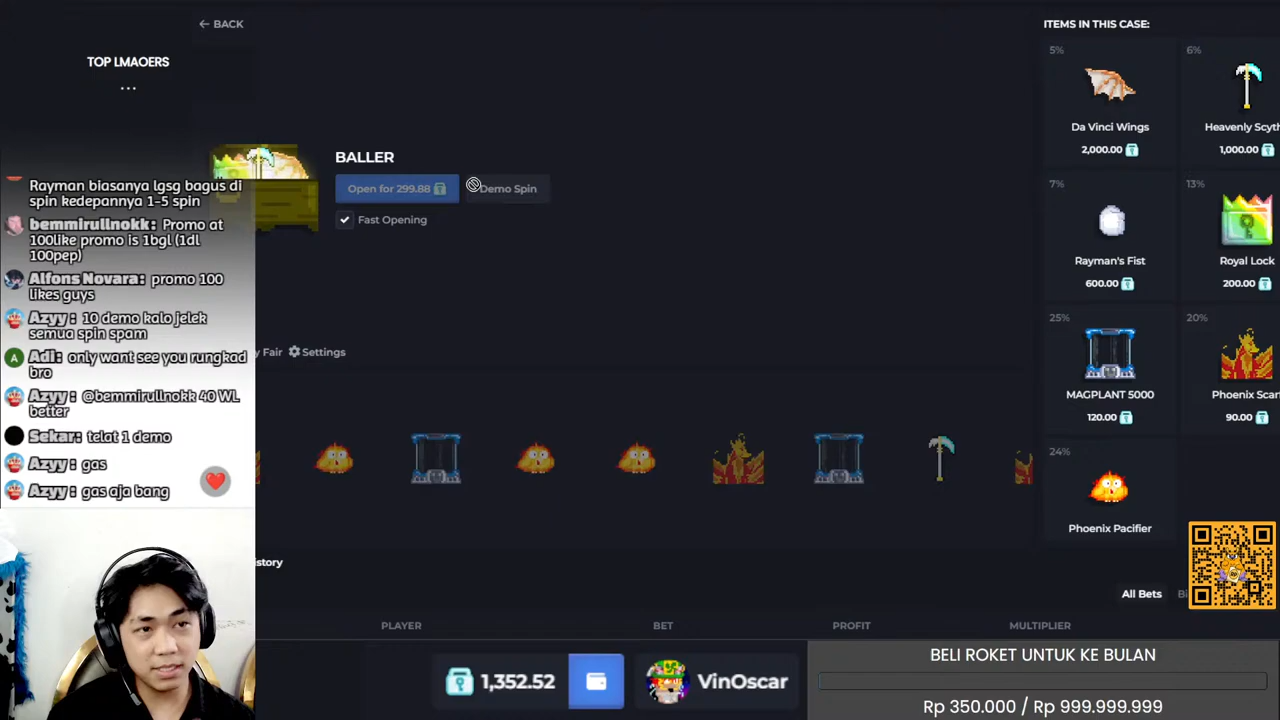 ← BACK
TOP LMAOERS
...
BALLER
Open for 299.88
Demo Spin
Fast Opening
Rayman biasanya lgsg bagus di
spin kedepannya 1-5 spin
bemmirullnokk: Promo at
100like promo is 1bgl (1dl
100pep)
Alfons Novara: promo 100
likes guys
Azyy: 10 demo kalo jelek
semua spin spam
Adi: only want see you rungkad
bro
Azyy: @bemmirullnokk 40 WL
better
Sekar: telat 1 demo
Azyy: gas
Azyy: gas aja bang
A
y Fair
Settings
ITEMS IN THIS CASE:
5%
Da Vinci Wings
2,000.00
6%
Heavenly Scyth
1,000.00
7%
Rayman's Fist
600.00
13%
Royal Lock
200.00
25%
MAGPLANT 5000
120.00
20%
Phoenix Scar
90.00
24%
Phoenix Pacifier
istory
All Bets
Bi
PLAYER
BET
PROFIT
MULTIPLIER
1,352.52
VinOscar
BELI ROKET UNTUK KE BULAN
Rp 350.000 / Rp 999.999.999